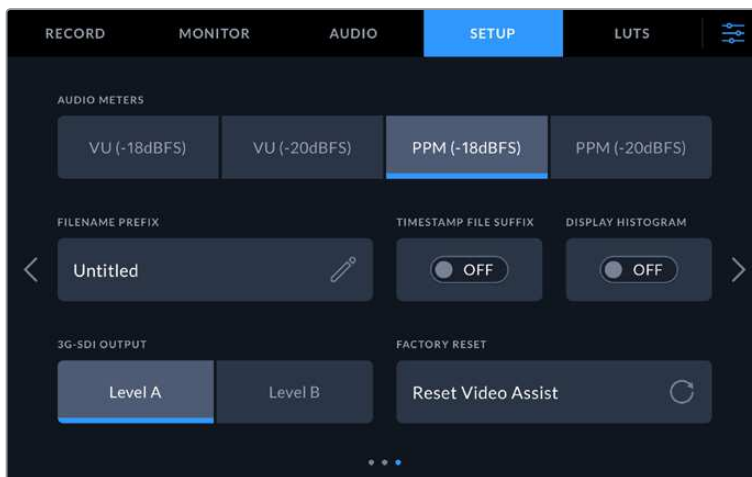 RECORD MONITOR AUDIO SETUP LUTS
AUDIO METERS
VU (-18dBFS) VU (-20dBFS) PPM (-18dBFS) PPM (-20dBFS)
FILENAME PREFIX TIMESTAMP FILE SUFFIX DISPLAY HISTOGRAM
Untitled OFF OFF
3G-SDI OUTPUT FACTORY RESET
Level A Level B Reset Video Assist